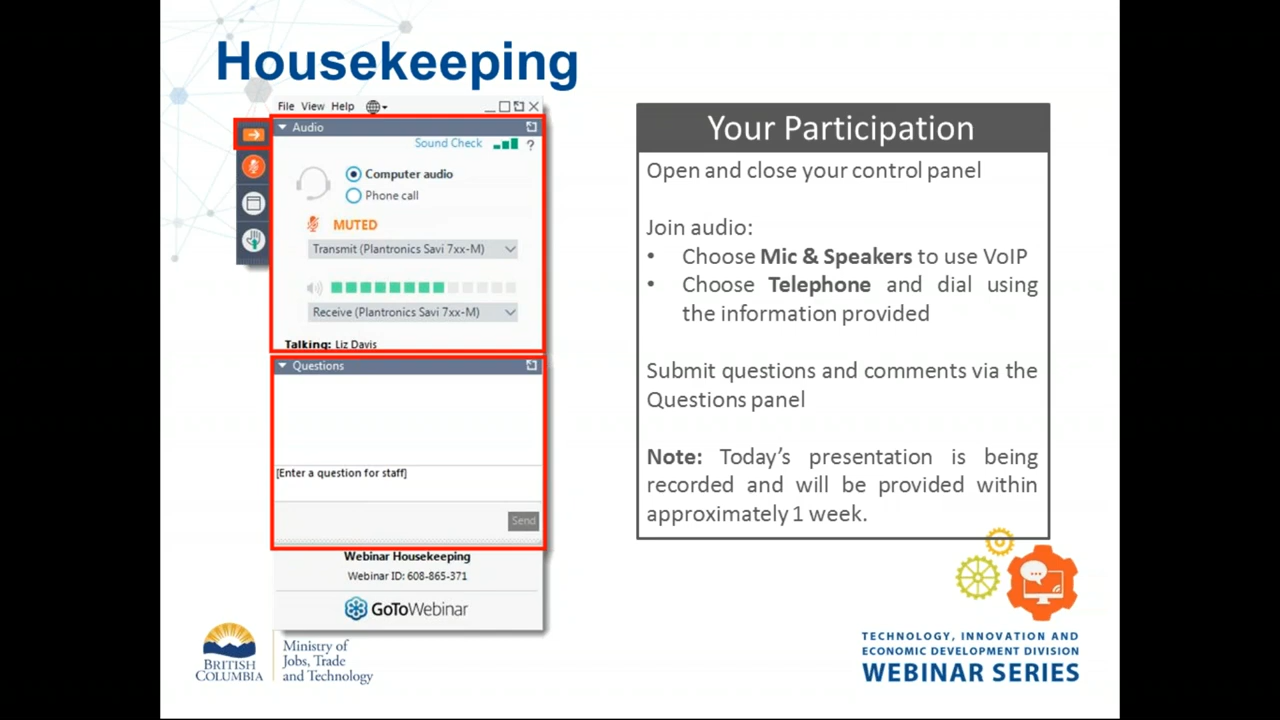 Housekeeping
File View Help
Audio
Sound Check
?
Computer audio
Phone call
MUTED
Transmit (Plantronics Savi 7xx-M)
Receive (Plantronics Savi 7xx-M)
Talking: Liz Davis
Questions
[Enter a question for staff]
Send
Webinar Housekeeping
Webinar ID: 608-865-371
GoToWebinar
Your Participation
Open and close your control panel
Join audio:
• Choose Mic & Speakers to use VoIP
• Choose Telephone and dial using
the information provided
Submit questions and comments via the
Questions panel
Note: Today's presentation is being
recorded and will be provided within
approximately 1 week.
BRITISH
COLUMBIA
Ministry of
Jobs, Trade
and Technology
TECHNOLOGY, INNOVATION AND
ECONOMIC DEVELOPMENT DIVISION
WEBINAR SERIES